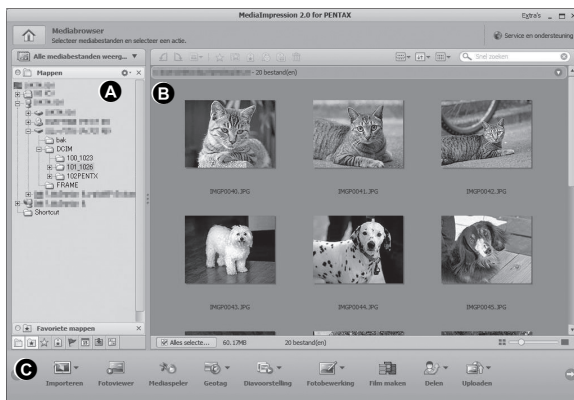 MediaImpression 2.0 for PENTAX
Extra's
Mediabrowser
Selecteer mediabestanden en selecteer een actie.
Service en ondersteuning
Alle mediabestanden weerg...
Snel zoeken
Mappen
A
- 20 bestand(en)
B
bak
DCIM
100_1023
101_1026
102PENTX
FRAME
Shortcut
IMGP0040.JPG
IMGP0041.JPG
IMGP0042.JPG
IMGP0043.JPG
IMGP0044.JPG
IMGP0045.JPG
Favoriete mappen
Alles selecte...
60.17MB
20 bestand(en)
C
Importeren
Fotoviewer
Mediaspeler
Gestag
Diavoorstelling
Fotobewerking
Film maken
Delen
Uploaden